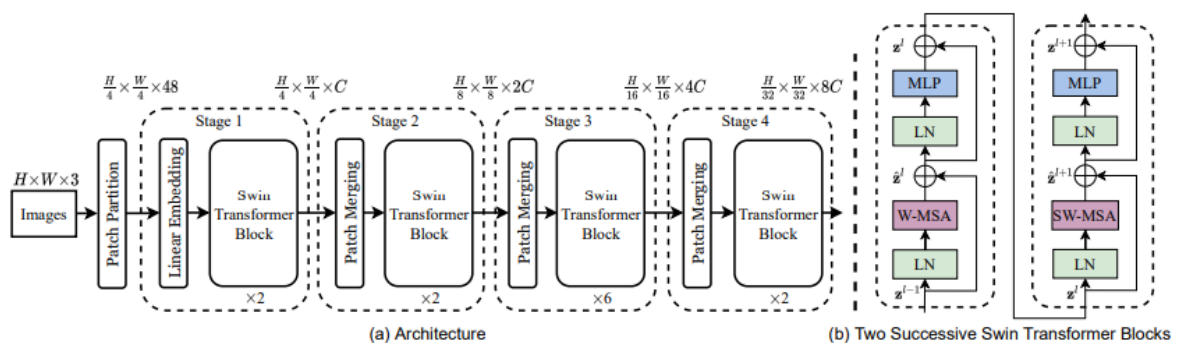 H×W×3
Images
Patch Partition
H/4 × W/4 × 48
Stage 1
Linear Embedding
Swin
Transformer
Block
×2
H/4 × W/4 × C
Stage 2
Patch Merging
Swin
Transformer
Block
×2
H/8 × W/8 × 2C
Stage 3
Patch Merging
Swin
Transformer
Block
×6
H/16 × W/16 × 4C
Stage 4
Patch Merging
Swin
Transformer
Block
×2
H/32 × W/32 × 8C
(a) Architecture
z^l
MLP
LN
ẑ^l
W-MSA
LN
z^{l-1}
z^{l+1}
MLP
LN
ẑ^{l+1}
SW-MSA
LN
z^l
(b) Two Successive Swin Transformer Blocks